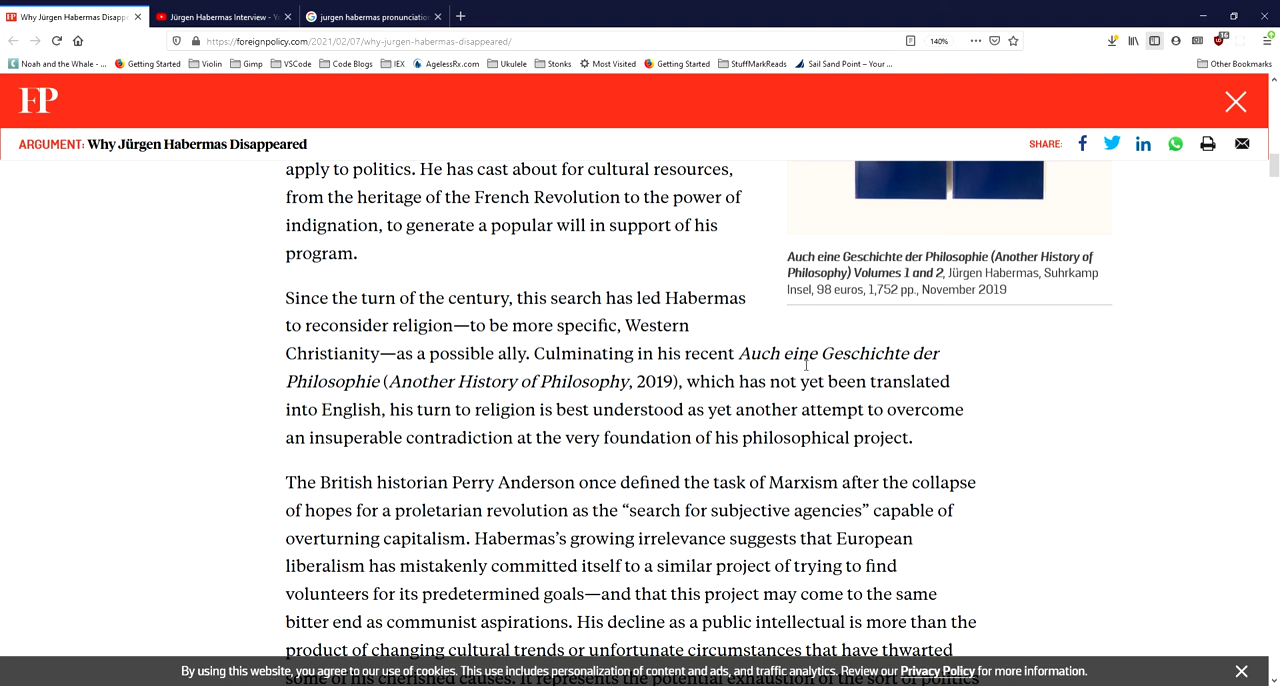 Why Jürgen Habermas Disapp
Jürgen Habermas Interview - Y
jurgen habermas pronunciatio
https://foreignpolicy.com/2021/02/07/why-jurgen-habermas-disappeared/
140%
Noah and the Whale - ...
Getting Started
Violin
Gimp
VSCode
Code Blogs
IEX
AgelessRx.com
Ukulele
Stonks
Most Visited
Getting Started
StuffMarkReads
Sail Sand Point – Your ...
Other Bookmarks
FP
ARGUMENT: Why Jürgen Habermas Disappeared
SHARE:
apply to politics. He has cast about for cultural resources,
from the heritage of the French Revolution to the power of
indignation, to generate a popular will in support of his
program.
Auch eine Geschichte der Philosophie (Another History of
Philosophy) Volumes 1 and 2, Jürgen Habermas, Suhrkamp
Insel, 98 euros, 1,752 pp., November 2019
Since the turn of the century, this search has led Habermas
to reconsider religion—to be more specific, Western
Christianity—as a possible ally. Culminating in his recent Auch eine Geschichte der
Philosophie (Another History of Philosophy, 2019), which has not yet been translated
into English, his turn to religion is best understood as yet another attempt to overcome
an insuperable contradiction at the very foundation of his philosophical project.
The British historian Perry Anderson once defined the task of Marxism after the collapse
of hopes for a proletarian revolution as the “search for subjective agencies” capable of
overturning capitalism. Habermas’s growing irrelevance suggests that European
liberalism has mistakenly committed itself to a similar project of trying to find
volunteers for its predetermined goals—and that this project may come to the same
bitter end as communist aspirations. His decline as a public intellectual is more than the
product of changing cultural trends or unfortunate circumstances that have thwarted
some of his cherished causes. It represents the potential exhaustion of the sort of politics
By using this website, you agree to our use of cookies. This use includes personalization of content and ads, and traffic analytics. Review our Privacy Policy for more information.